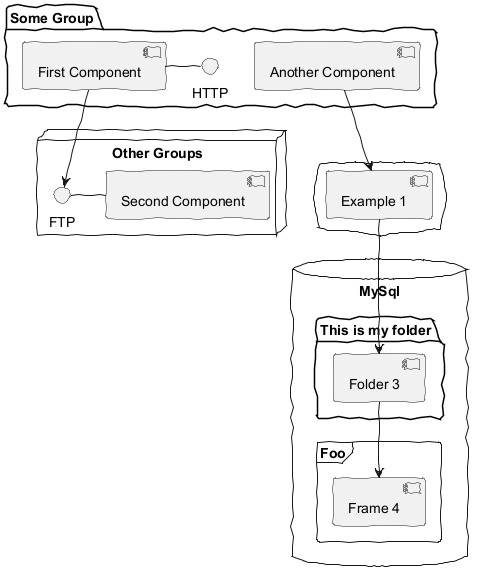 Some Group
First Component
HTTP
Another Component
Other Groups
FTP
Second Component
Example 1
MySql
This is my folder
Folder 3
Foo
Frame 4